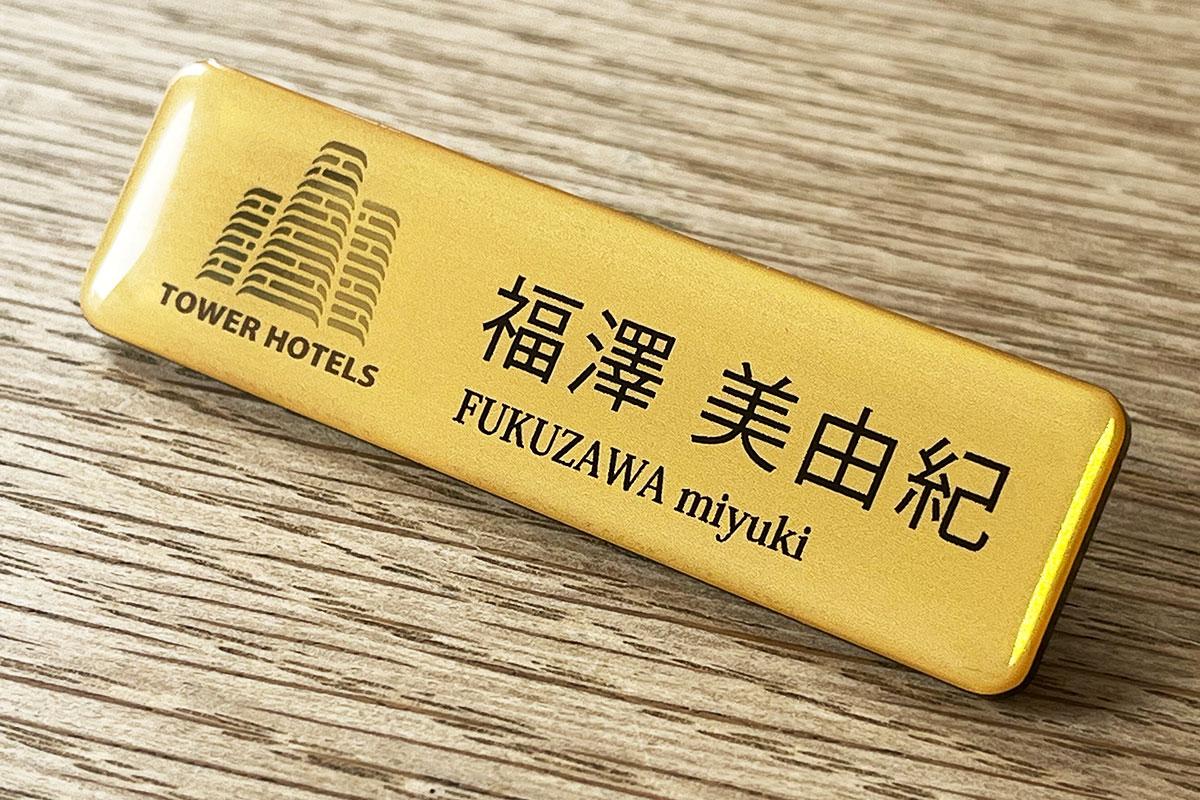 TOWER HOTELS
福澤 美由紀
FUKUZAWA miyuki